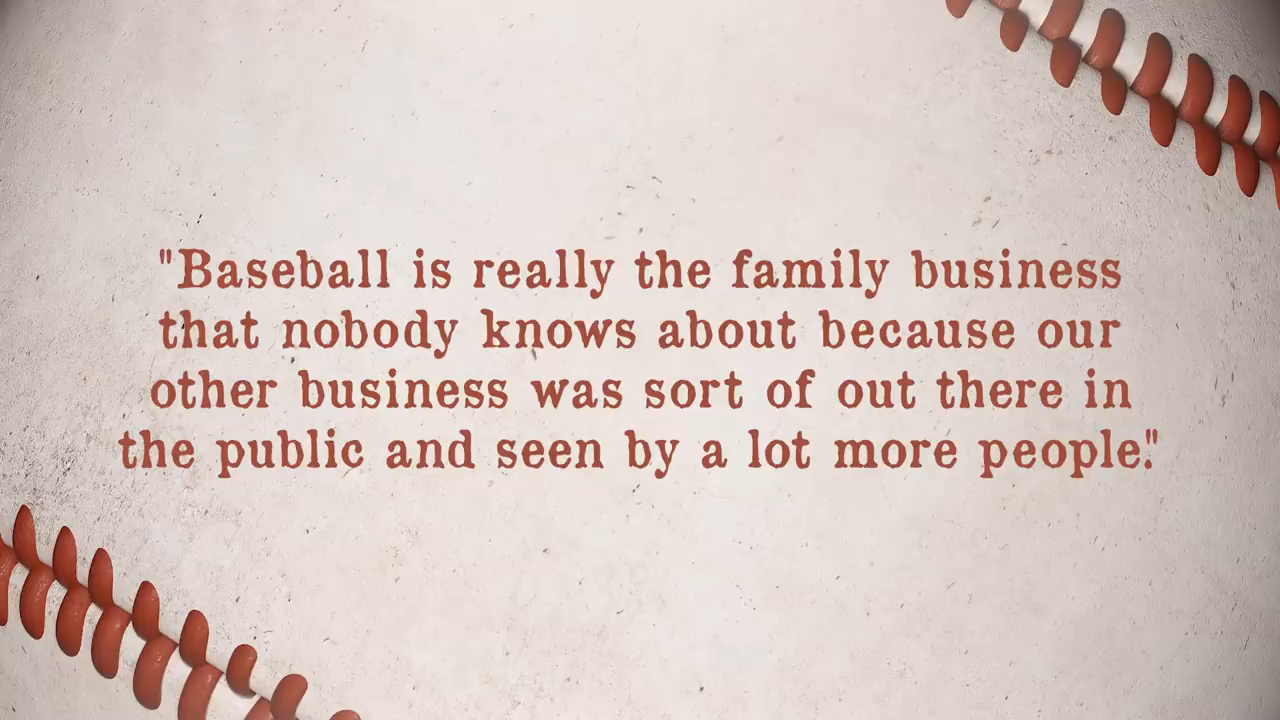 "Baseball is really the family business
that nobody knows about because our
other business was sort of out there in
the public and seen by a lot more people."